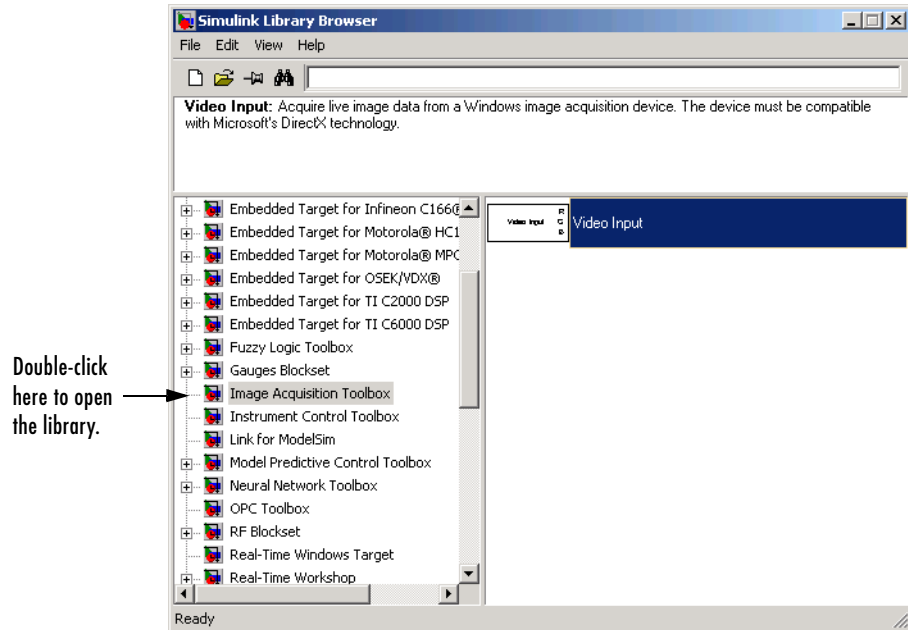 Simulink Library Browser
File Edit View Help
Video Input: Acquire live image data from a Windows image acquisition device. The device must be compatible
with Microsoft's DirectX technology.
Embedded Target for Infineon C166®
Embedded Target for Motorola® HC1
Embedded Target for Motorola® MPC
Embedded Target for OSEK/VDX®
Embedded Target for TI C2000 DSP
Embedded Target for TI C6000 DSP
Fuzzy Logic Toolbox
Gauges Blockset
Image Acquisition Toolbox
Instrument Control Toolbox
Link for ModelSim
Model Predictive Control Toolbox
Neural Network Toolbox
OPC Toolbox
RF Blockset
Real-Time Windows Target
Real-Time Workshop
Video Input
R
G
B
Video Input
Double-click
here to open
the library.
Ready